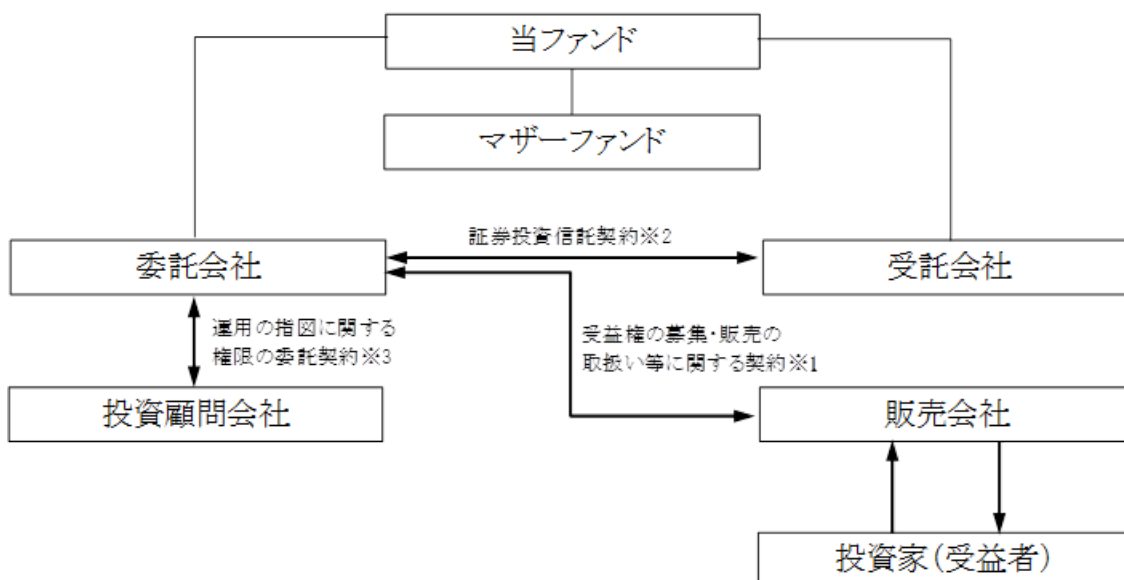 当ファンド
マザーファンド
証券投資信託契約※2
委託会社
受託会社
運用の指図に関する
権限の委託契約※3
受益権の募集・販売の
取扱い等に関する契約※1
投資顧問会社
販売会社
投資家(受益者)